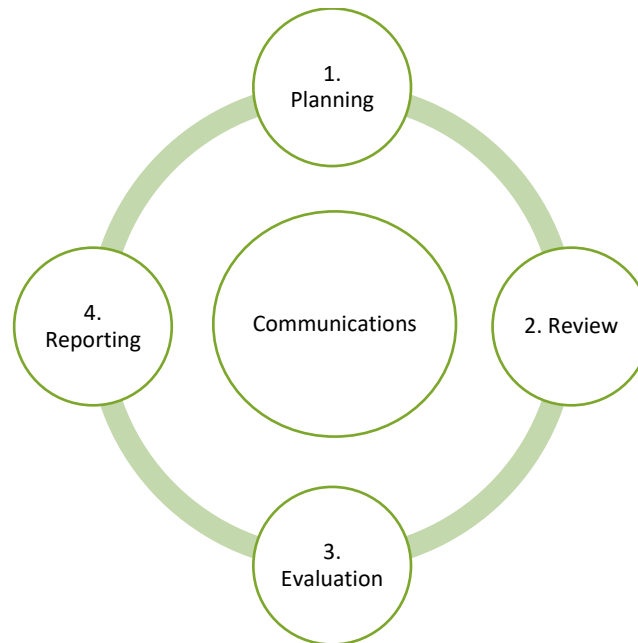 1.
Planning
Communications
2. Review
4.
Reporting
3.
Evaluation